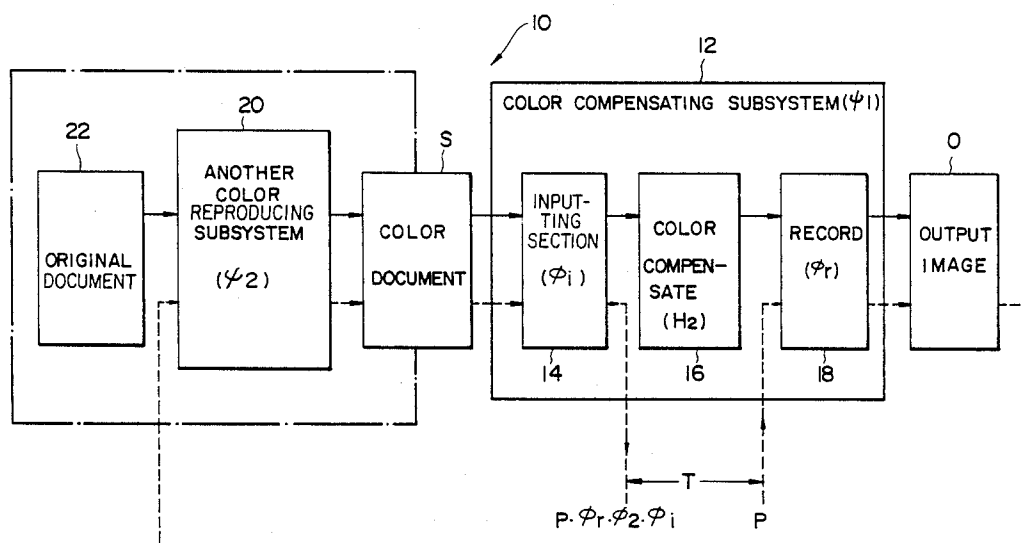 10
12
COLOR COMPENSATING SUBSYSTEM(ψ1)
20
22
S
O
ANOTHER
COLOR
REPRODUCING
SUBSYSTEM
(ψ2)
ORIGINAL
DOCUMENT
COLOR
DOCUMENT
INPUT-
TING
SECTION
(ϕi)
COLOR
COMPEN-
SATE
(H2)
RECORD
(ϕr)
OUTPUT
IMAGE
14
16
18
T
P·ϕr·ϕ2·ϕi
P